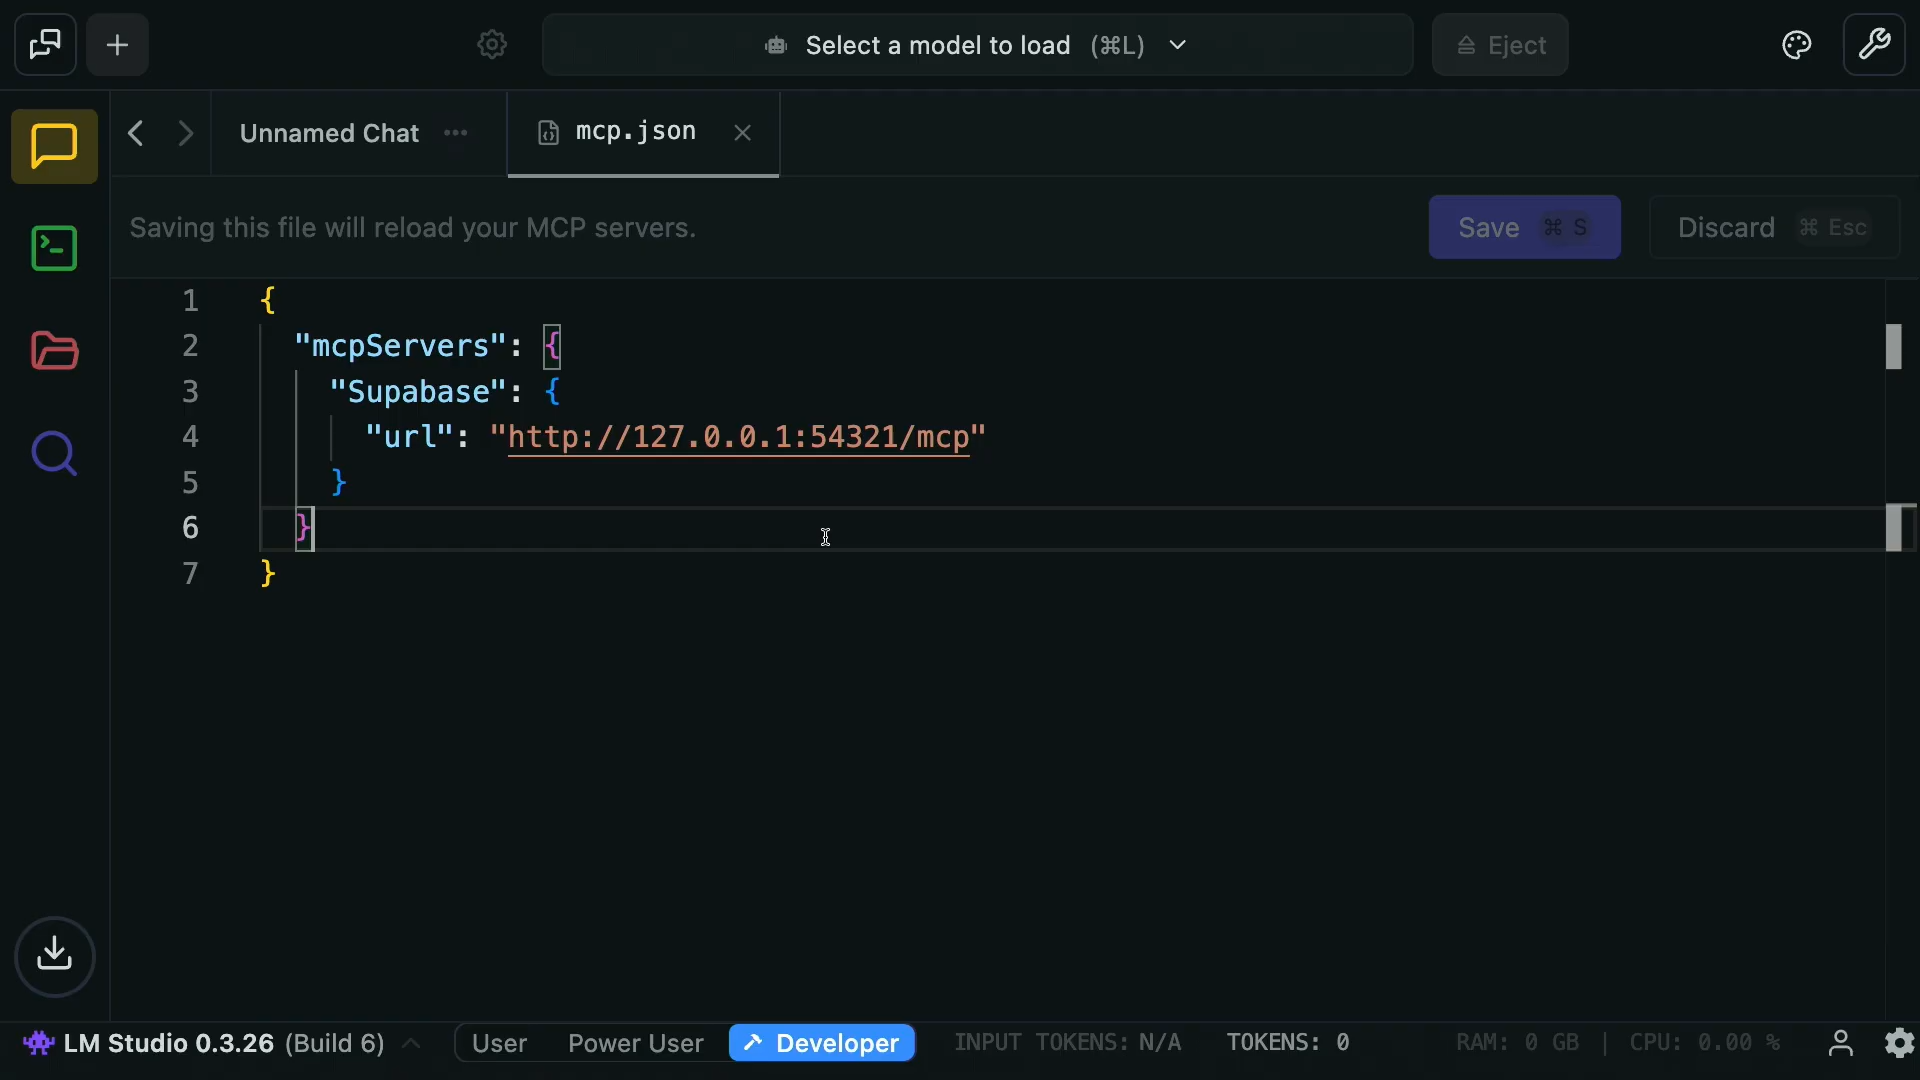 Select a model to load (⌘L)
Eject
Unnamed Chat ···
mcp.json
Saving this file will reload your MCP servers.
Save ⌘ S
Discard ⌘ Esc
1 {
2 "mcpServers": {
3 "Supabase": {
4 "url": "http://127.0.0.1:54321/mcp"
5 }
6 }
7 }
LM Studio 0.3.26 (Build 6)
User
Power User
Developer
INPUT TOKENS: N/A
TOKENS: 0
RAM: 0 GB | CPU: 0.00 %